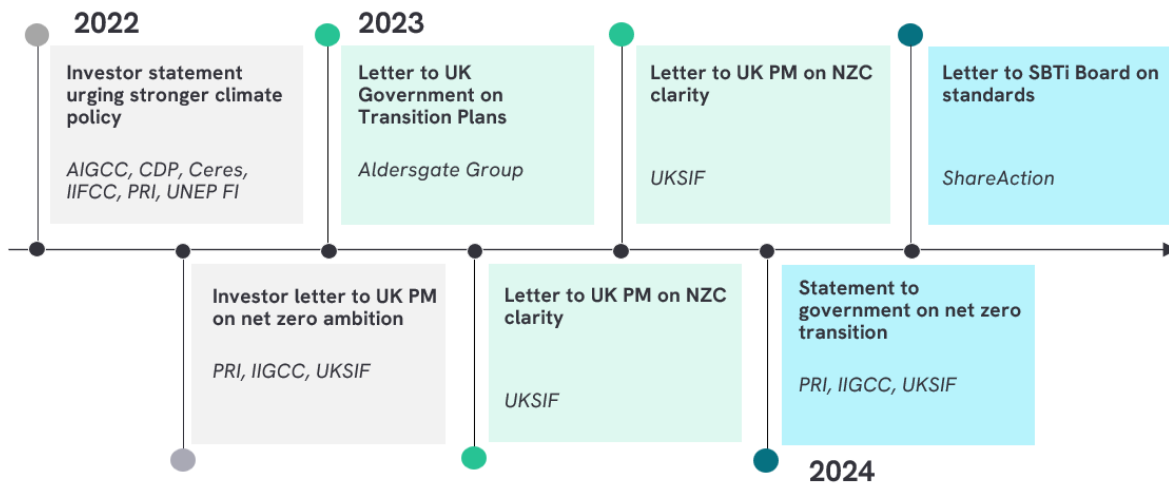 2022
Investor statement
urging stronger climate
policy
AIGCC, CDP, Ceres,
IIFCC, PRI, UNEP FI
Investor letter to UK PM
on net zero ambition
PRI, IIGCC, UKSIF
2023
Letter to UK
Government on
Transition Plans
Aldersgate Group
Letter to UK PM on NZC
clarity
UKSIF
Letter to UK PM on NZC
clarity
UKSIF
Statement to
government on net zero
transition
PRI, IIGCC, UKSIF
2024
Letter to SBTi Board on
standards
ShareAction